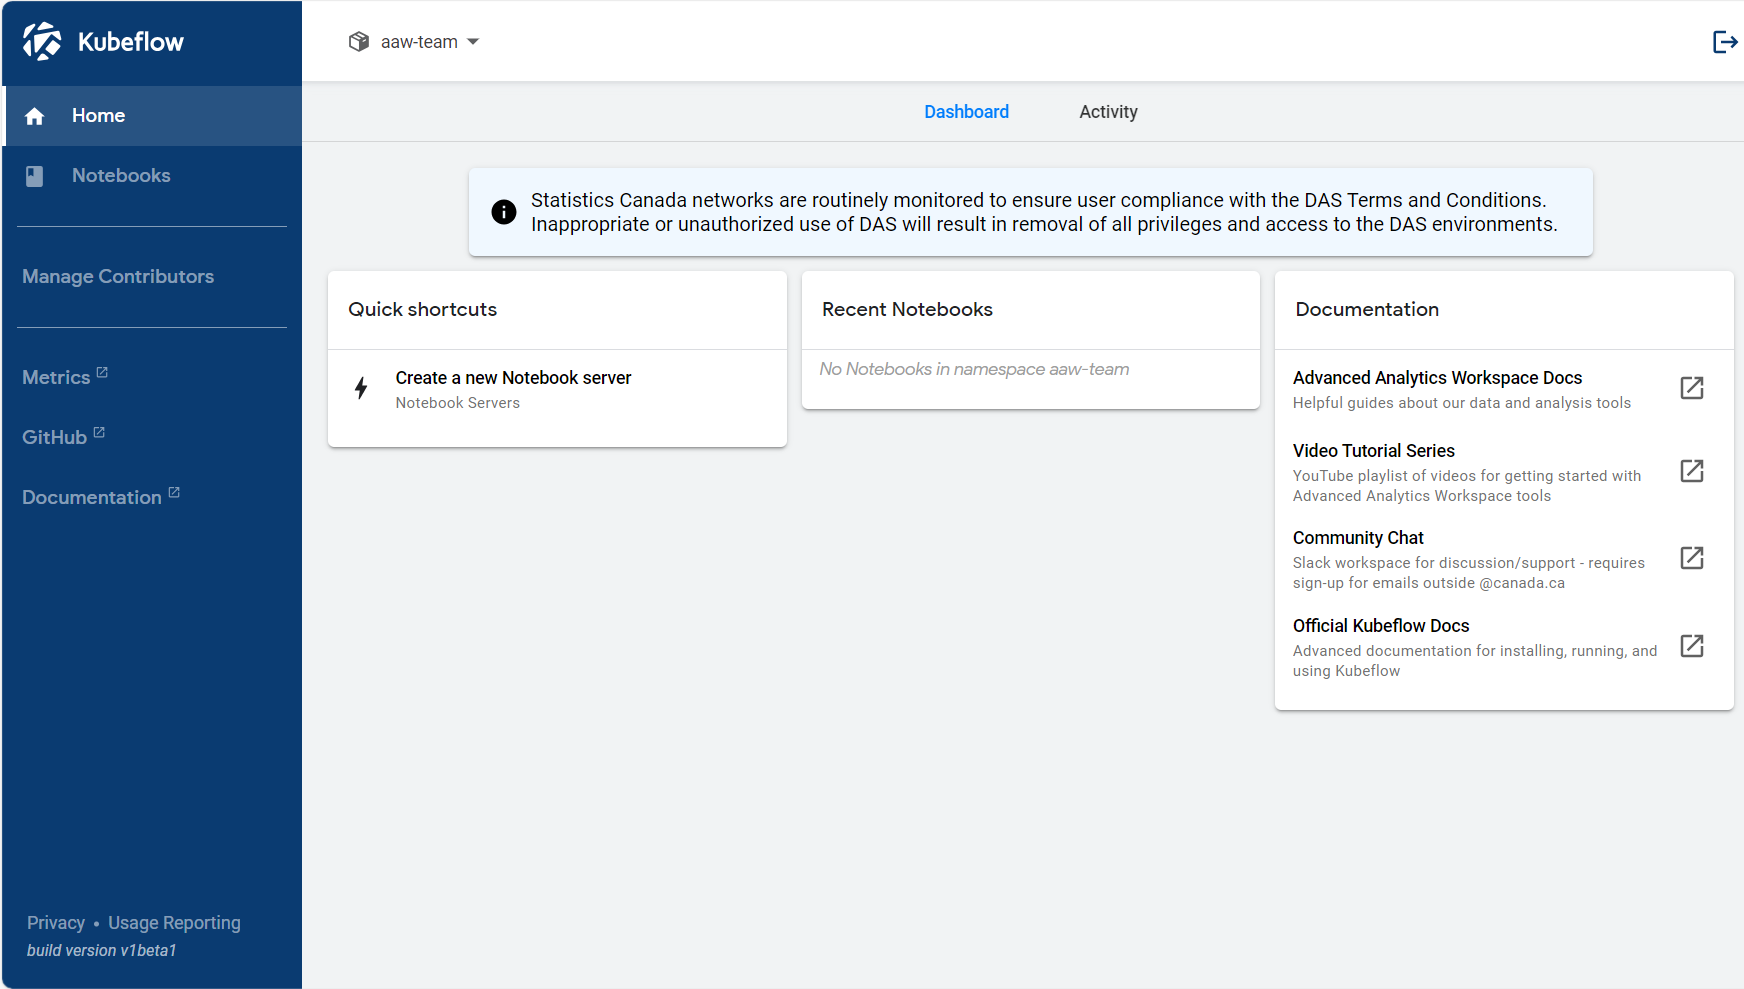 Kubeflow
Home
Notebooks
Manage Contributors
Metrics
GitHub
Documentation
Privacy • Usage Reporting
build version v1beta1
aaw-team
Dashboard
Activity
Statistics Canada networks are routinely monitored to ensure user compliance with the DAS Terms and Conditions.
Inappropriate or unauthorized use of DAS will result in removal of all privileges and access to the DAS environments.
Quick shortcuts
Create a new Notebook server
Notebook Servers
Recent Notebooks
No Notebooks in namespace aaw-team
Documentation
Advanced Analytics Workspace Docs
Helpful guides about our data and analysis tools
Video Tutorial Series
YouTube playlist of videos for getting started with
Advanced Analytics Workspace tools
Community Chat
Slack workspace for discussion/support - requires
sign-up for emails outside @canada.ca
Official Kubeflow Docs
Advanced documentation for installing, running, and
using Kubeflow